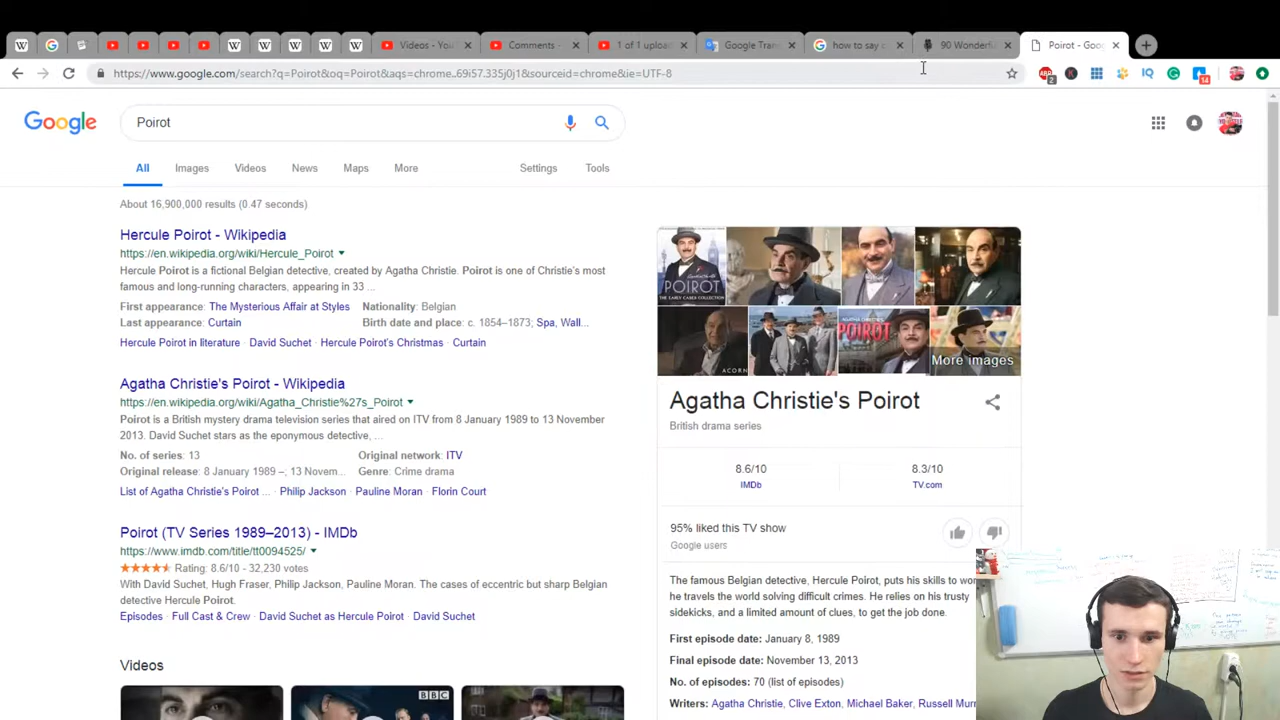 Videos - You
Comments -
1 of 1 upload
Google Tran
how to say c
90 Wonderful
Poirot - Goo
https://www.google.com/search?q=Poirot&oq=Poirot&aqs=chrome..69i57.335j0j1&sourceid=chrome&ie=UTF-8
ABP
2
K
IQ
G
14
Google
Poirot
All
Images
Videos
News
Maps
More
Settings
Tools
About 16,900,000 results (0.47 seconds)
Hercule Poirot - Wikipedia
https://en.wikipedia.org/wiki/Hercule_Poirot
Hercule Poirot is a fictional Belgian detective, created by Agatha Christie. Poirot is one of Christie's most
famous and long-running characters, appearing in 33 ...
First appearance: The Mysterious Affair at Styles Nationality: Belgian
Last appearance: Curtain Birth date and place: c. 1854–1873; Spa, Wall...
Hercule Poirot in literature · David Suchet · Hercule Poirot's Christmas · Curtain
Agatha Christie's Poirot - Wikipedia
https://en.wikipedia.org/wiki/Agatha_Christie%27s_Poirot
Poirot is a British mystery drama television series that aired on ITV from 8 January 1989 to 13 November
2013. David Suchet stars as the eponymous detective, ...
No. of series: 13 Original network: ITV
Original release: 8 January 1989 –, 13 Novem... Genre: Crime drama
List of Agatha Christie's Poirot ... · Philip Jackson · Pauline Moran · Florin Court
Poirot (TV Series 1989–2013) - IMDb
https://www.imdb.com/title/tt0094525/
Rating: 8.6/10 - 32,230 votes
With David Suchet, Hugh Fraser, Philip Jackson, Pauline Moran. The cases of eccentric but sharp Belgian
detective Hercule Poirot.
Episodes · Full Cast & Crew · David Suchet as Hercule Poirot · David Suchet
Videos
BBC
POIROT
THE EARLY CASES COLLECTION
ACORN
POIROT
More images
Agatha Christie's Poirot
British drama series
8.6/10
IMDb
8.3/10
TV.com
95% liked this TV show
Google users
The famous Belgian detective, Hercule Poirot, puts his skills to wor
he travels the world solving difficult crimes. He relies on his trusty
sidekicks, and a limited amount of clues, to get the job done.
First episode date: January 8, 1989
Final episode date: November 13, 2013
No. of episodes: 70 (list of episodes)
Writers: Agatha Christie, Clive Exton, Michael Baker, Russell Murr